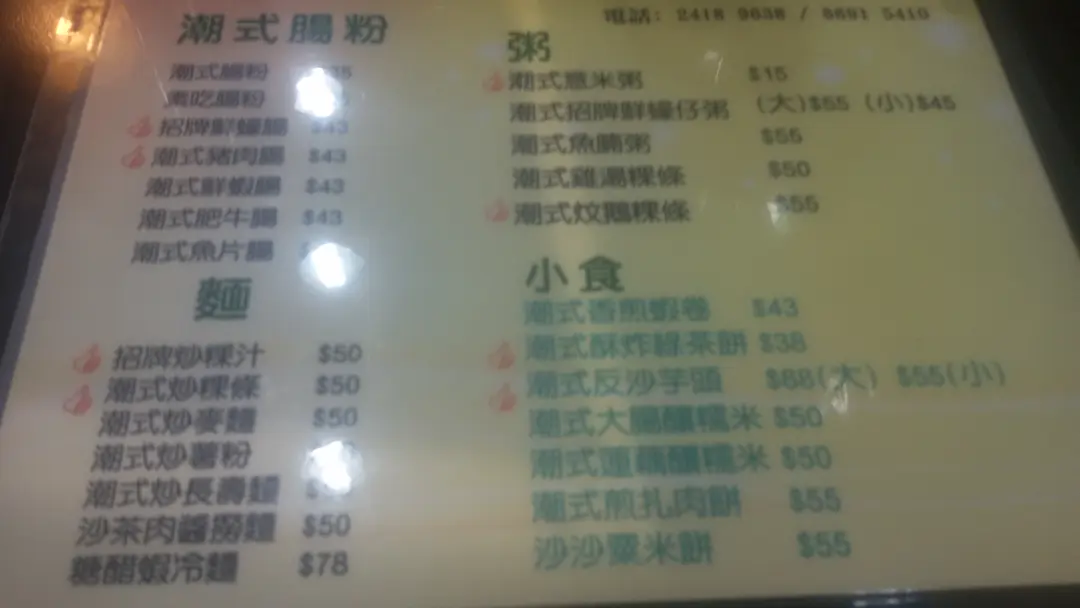 潮式腸粉
潮式腸粉
齋吃腸粉
招牌鮮蠔腸 $43
潮式豬肉腸 $43
潮式鮮蝦腸 $43
潮式肥牛腸 $43
潮式魚片腸
麵
招牌炒粿汁 $50
潮式炒粿條 $50
潮式炒麥麵 $50
潮式炒薯粉
潮式炒長壽麵
沙茶肉醬撈麵 $50
糖醋蝦冷麵 $78
電話: 2418 9638 / 6691 5410
粥
潮式薏米粥 $15
潮式招牌鮮蠔仔粥 (大)$55 (小)$45
潮式魚腩粥 $55
潮式雞湯粿條 $50
潮式炆鵝粿條 $55
小食
潮式香煎蝦卷 $43
潮式酥炸綠茶餅 $38
潮式反沙芋頭 $68(大) $55(小)
潮式大腸釀糯米 $50
潮式蓮藕釀糯米 $50
潮式煎扎肉餅 $55
沙沙粟米餅 $55